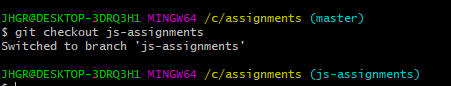 JHGR@DESKTOP-3DRQ3H1 MINGW64 /c/assignments (master)
$ git checkout js-assignments
Switched to branch 'js-assignments'
JHGR@DESKTOP-3DRQ3H1 MINGW64 /c/assignments (js-assignments)
$